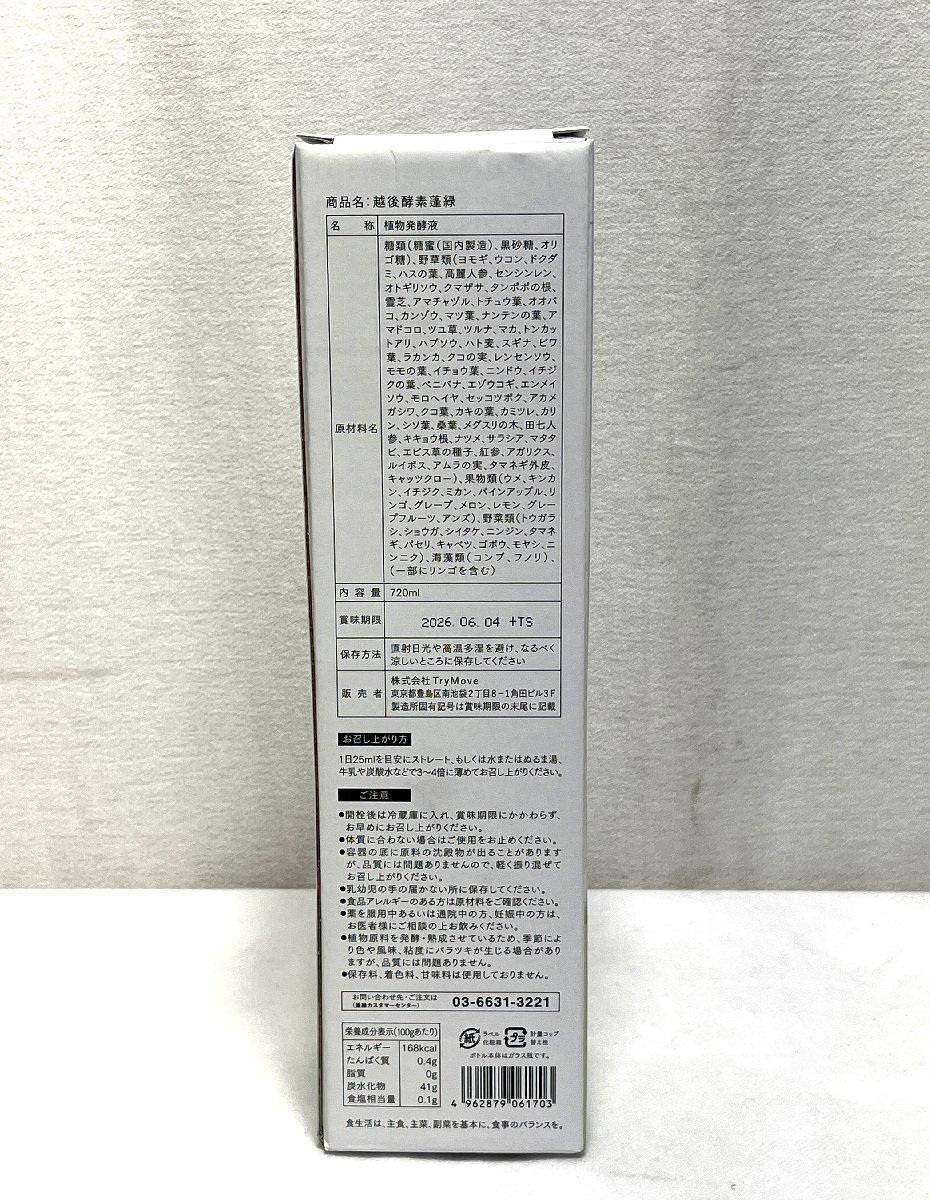 商品名：越後酵素蓬緑
名　称 植物発酵液
原材料名
糖類(糖蜜(国内製造)、黒砂糖、オリ
ゴ糖)、野草類(ヨモギ、ウコン、ドクダ
ミ、ハスの葉、高麗人参、センシンレン、
オトギリソウ、クマザサ、タンポポの根、
霊芝、アマチャヅル、トチュウ葉、オオバ
コ、カンゾウ、マツ葉、ナンテンの葉、ア
マドコロ、ツユ草、ツルナ、マカ、トンカッ
トアリ、ハブソウ、ハト麦、スギナ、ビワ
葉、ラカンカ、クコの実、レンセンソウ、
モモの葉、イチョウ葉、ニンドウ、イチジ
クの葉、ベニバナ、エゾウコギ、エンメイ
ソウ、モロヘイヤ、セッコツボク、アカメ
ガシワ、クコ葉、カキの葉、カミツレ、カリ
ン、シソ葉、桑葉、メグスリの木、田七人
参、キキョウ根、ナツメ、サラシア、マタタ
ビ、エビス草の種子、紅参、アガリクス、
ルイボス、アムラの実、タマネギ外皮、
キャッツクロー)、果物類(ウメ、キンカ
ン、イチジク、ミカン、パインアップル、リ
ンゴ、グレープ、メロン、レモン、グレー
プフルーツ、アンズ)、野菜類(トウガラ
シ、ショウガ、シイタケ、ニンジン、タマネ
ギ、パセリ、キャベツ、ゴボウ、モヤシ、ニ
ンニク)、海藻類(コンブ、フノリ)、
(一部にリンゴを含む)
内容量 720ml
賞味期限 2026. 06. 04 +TS
保存方法 直射日光や高温多湿を避け、なるべく
涼しいところに保存してください
販売者 株式会社TryMove
東京都豊島区南池袋2丁目8-1角田ビル3F
製造所固有記号は賞味期限の末尾に記載
お召し上がり方
1日25mlを目安にストレート、もしくは水またはぬるま湯、
牛乳や炭酸水などで3〜4倍に薄めてお召し上がりください。
ご注意
●開栓後は冷蔵庫に入れ、賞味期限にかかわらず、
お早めにお召し上がりください。
●体質に合わない場合はご使用をお止めください。
●容器の底に原料の沈殿物が出ることがあります
が、品質には問題ありませんので、軽く振り混ぜて
お召し上がりください。
●乳幼児の手の届かない所に保存してください。
●食品アレルギーのある方は原材料をご確認ください。
●薬を服用中あるいは通院中の方、妊娠中の方は、
お医者様にご相談の上お飲みください。
●植物原料を発酵・熟成させているため、季節によ
り色や風味、粘度にバラツキが生じる場合があり
ますが、品質には問題ありません。
●保存料、着色料、甘味料は使用しておりません。
お問い合わせ先・ご注文は
(蓬緑カスタマーセンター)
03-6631-3221
栄養成分表示(100gあたり)
エネルギー 168kcal
たんぱく質 0.4g
脂質 0g
炭水化物 41g
食塩相当量 0.1g
紙 ラベル
化粧箱
プラ 計量コップ
替え栓
ボトル本体はガラス瓶です。
4 962879 061703
食生活は、主食、主菜、副菜を基本に、食事のバランスを。